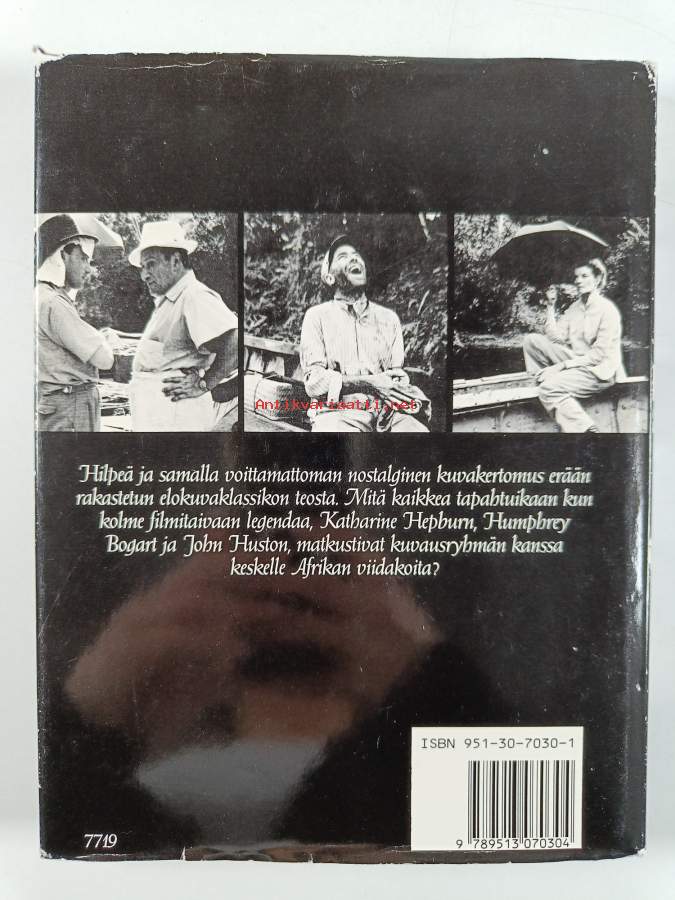 Antikvariaatit.net
Hilpeä ja samalla voittamattoman nostalginen kuvakertomus erään
rakastetun elokuvaklassikon teosta. Mitä kaikkea tapahtuikaan kun
kolme filmitaivaan legendaa, Katharine Hepburn, Humphrey
Bogart ja John Huston, matkustivat kuvausryhmän kanssa
keskelle Afrikan viidakoita?
ISBN 951-30-7030-1
9 789513 070304
7719